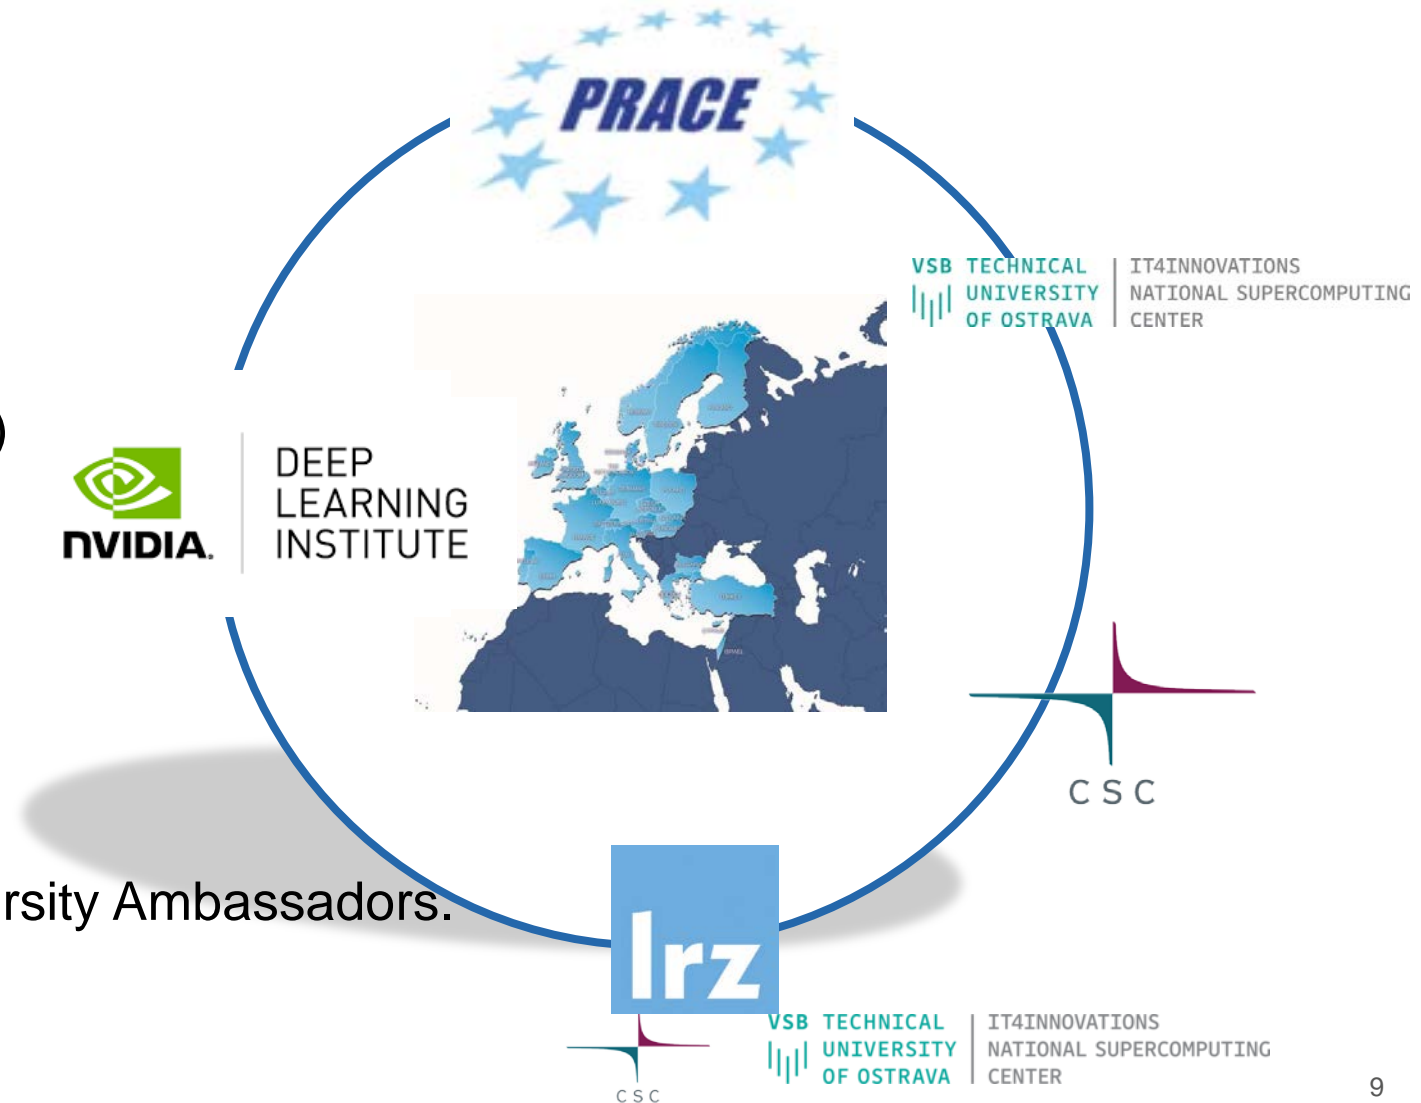 PRACE
VSB TECHNICAL
UNIVERSITY
OF OSTRAVA
IT4INNOVATIONS
NATIONAL SUPERCOMPUTING
CENTER
)
NVIDIA.
DEEP
LEARNING
INSTITUTE
CSC
rsity Ambassadors.
lrz
CSC
VSB TECHNICAL
UNIVERSITY
OF OSTRAVA
IT4INNOVATIONS
NATIONAL SUPERCOMPUTING
CENTER
9